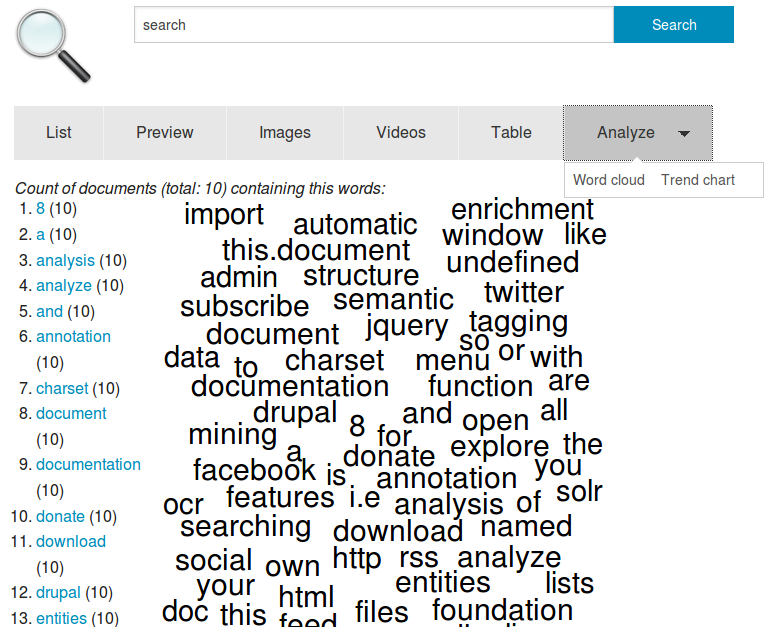 search
Search
List
Preview
Images
Videos
Table
Analyze
Word cloud
Trend chart
Count of documents (total: 10) containing this words:
1. 8 (10)
2. a (10)
3. analysis (10)
4. analyze (10)
5. and (10)
6. annotation
(10)
7. charset (10)
8. document
(10)
9. documentation
(10)
10. donate (10)
11. download
(10)
12. drupal (10)
13. entities (10)
import automatic enrichment
window like
this.document undefined
admin structure
subscribe semantic twitter
document jquery tagging
so
data to charset menu or with
documentation function are
drupal 8 and open all
mining a for
donate explore the
facebook is annotation you
ocr features i.e analysis of solr
searching download named
social own http rss analyze
your html entities lists
doc this files foundation
feed